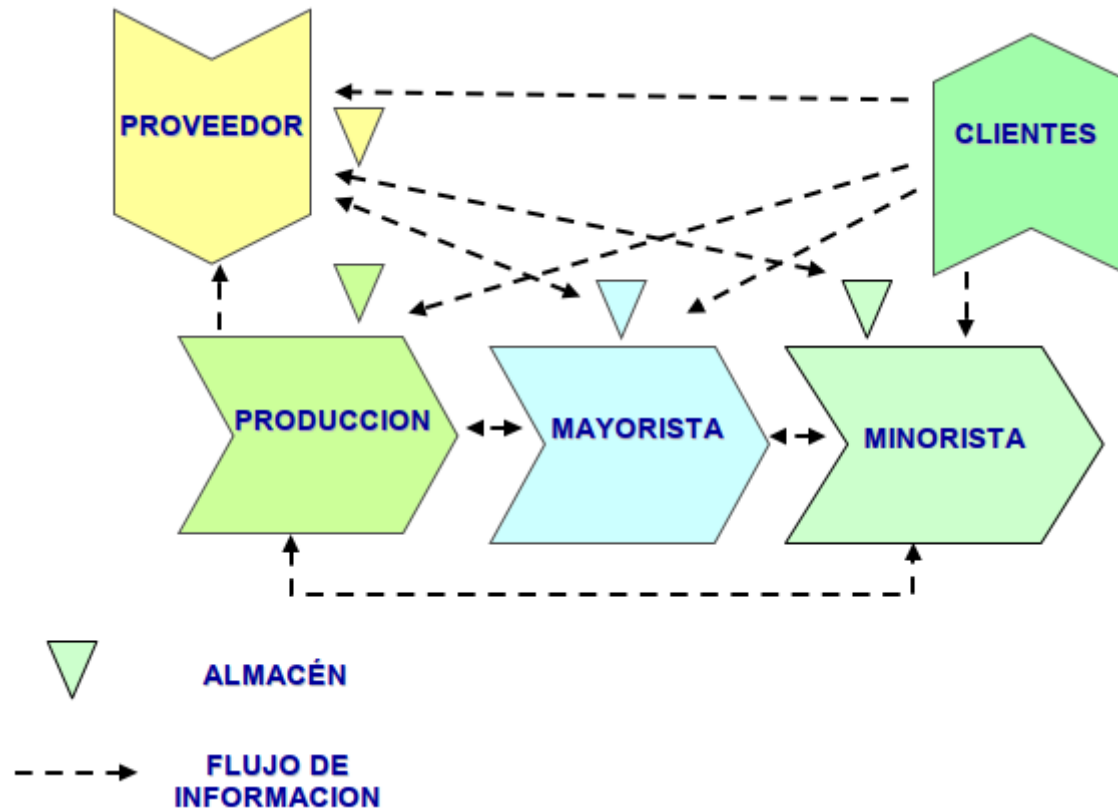 PROVEEDOR
CLIENTES
PRODUCCION
MAYORISTA
MINORISTA
ALMACÉN
FLUJO DE
INFORMACION